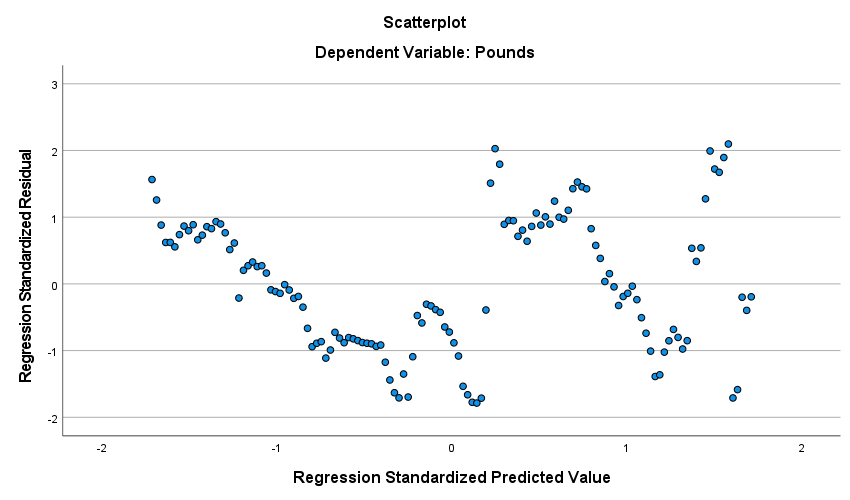 Scatterplot
Dependent Variable: Pounds
Regression Standardized Residual
3
2
1
0
-1
-2
-2
-1
0
1
2
Regression Standardized Predicted Value